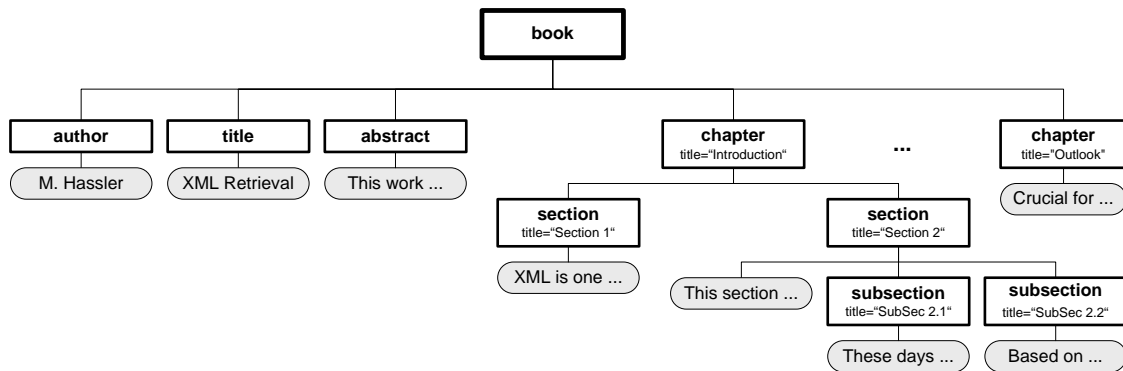 book
author
title
abstract
chapter
title=“Introduction“
...
chapter
title="Outlook"
M. Hassler
XML Retrieval
This work ...
Crucial for ...
section
title=“Section 1“
section
title=“Section 2“
XML is one ...
This section ...
subsection
title=“SubSec 2.1“
subsection
title=“SubSec 2.2“
These days ...
Based on ...